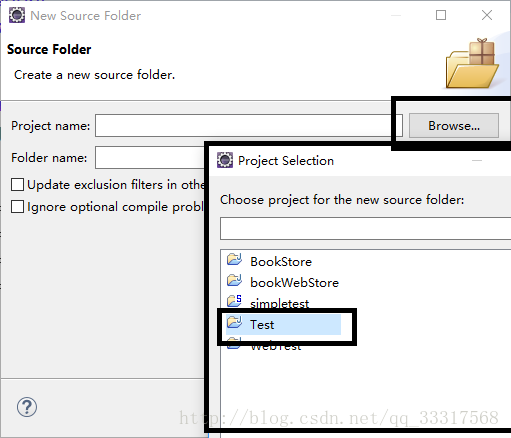 New Source Folder
Source Folder
Create a new source folder.
Project name:
Browse...
Folder name:
Project Selection
Update exclusion filters in othe
Choose project for the new source folder:
Ignore optional compile probl
BookStore
bookWebStore
simpletest
Test
WebTest
http://blog.csdn.net/qq_33317568